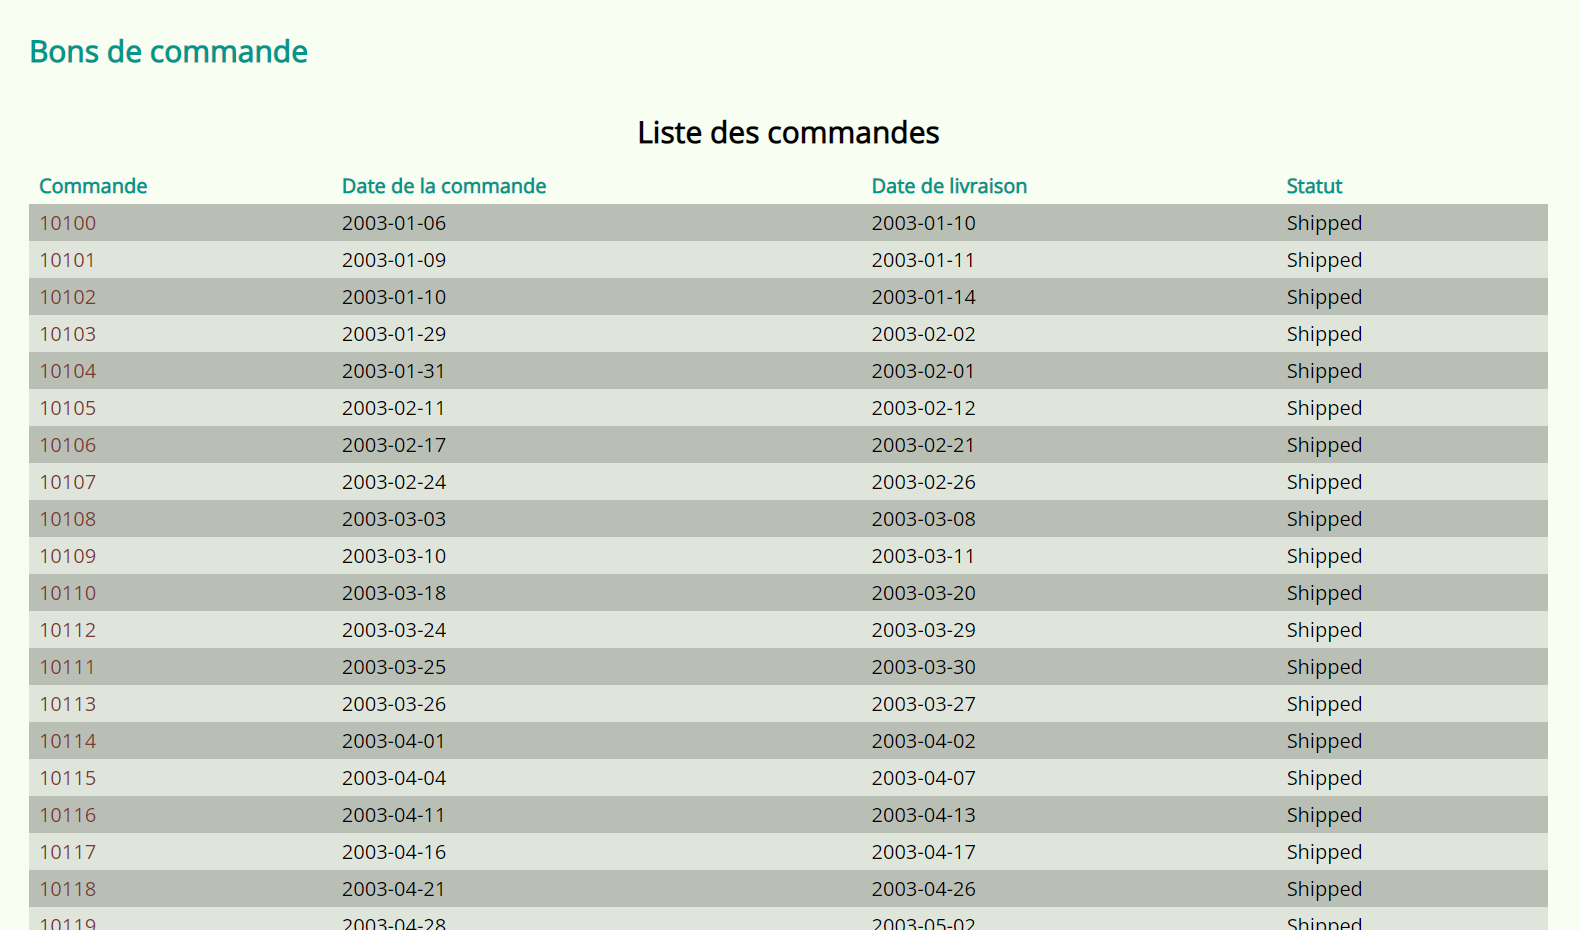 Bons de commande
Liste des commandes
Commande Date de la commande Date de livraison Statut
10100 2003-01-06 2003-01-10 Shipped
10101 2003-01-09 2003-01-11 Shipped
10102 2003-01-10 2003-01-14 Shipped
10103 2003-01-29 2003-02-02 Shipped
10104 2003-01-31 2003-02-01 Shipped
10105 2003-02-11 2003-02-12 Shipped
10106 2003-02-17 2003-02-21 Shipped
10107 2003-02-24 2003-02-26 Shipped
10108 2003-03-03 2003-03-08 Shipped
10109 2003-03-10 2003-03-11 Shipped
10110 2003-03-18 2003-03-20 Shipped
10112 2003-03-24 2003-03-29 Shipped
10111 2003-03-25 2003-03-30 Shipped
10113 2003-03-26 2003-03-27 Shipped
10114 2003-04-01 2003-04-02 Shipped
10115 2003-04-04 2003-04-07 Shipped
10116 2003-04-11 2003-04-13 Shipped
10117 2003-04-16 2003-04-17 Shipped
10118 2003-04-21 2003-04-26 Shipped
10119 2003-04-28 2003-05-02 Shipped